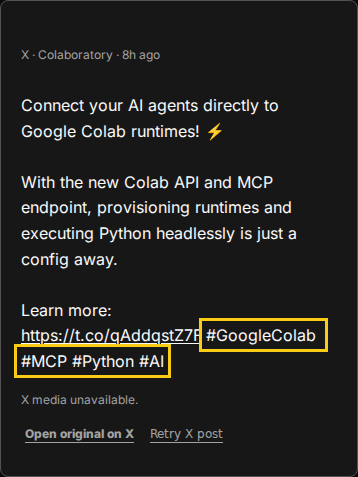 X · Colaboratory · 8h ago
Connect your AI agents directly to
Google Colab runtimes! ⚡
With the new Colab API and MCP
endpoint, provisioning runtimes and
executing Python headlessly is just a
config away.
Learn more:
https://t.co/qAddqstZ7F #GoogleColab
#MCP #Python #AI
X media unavailable.
Open original on X Retry X post